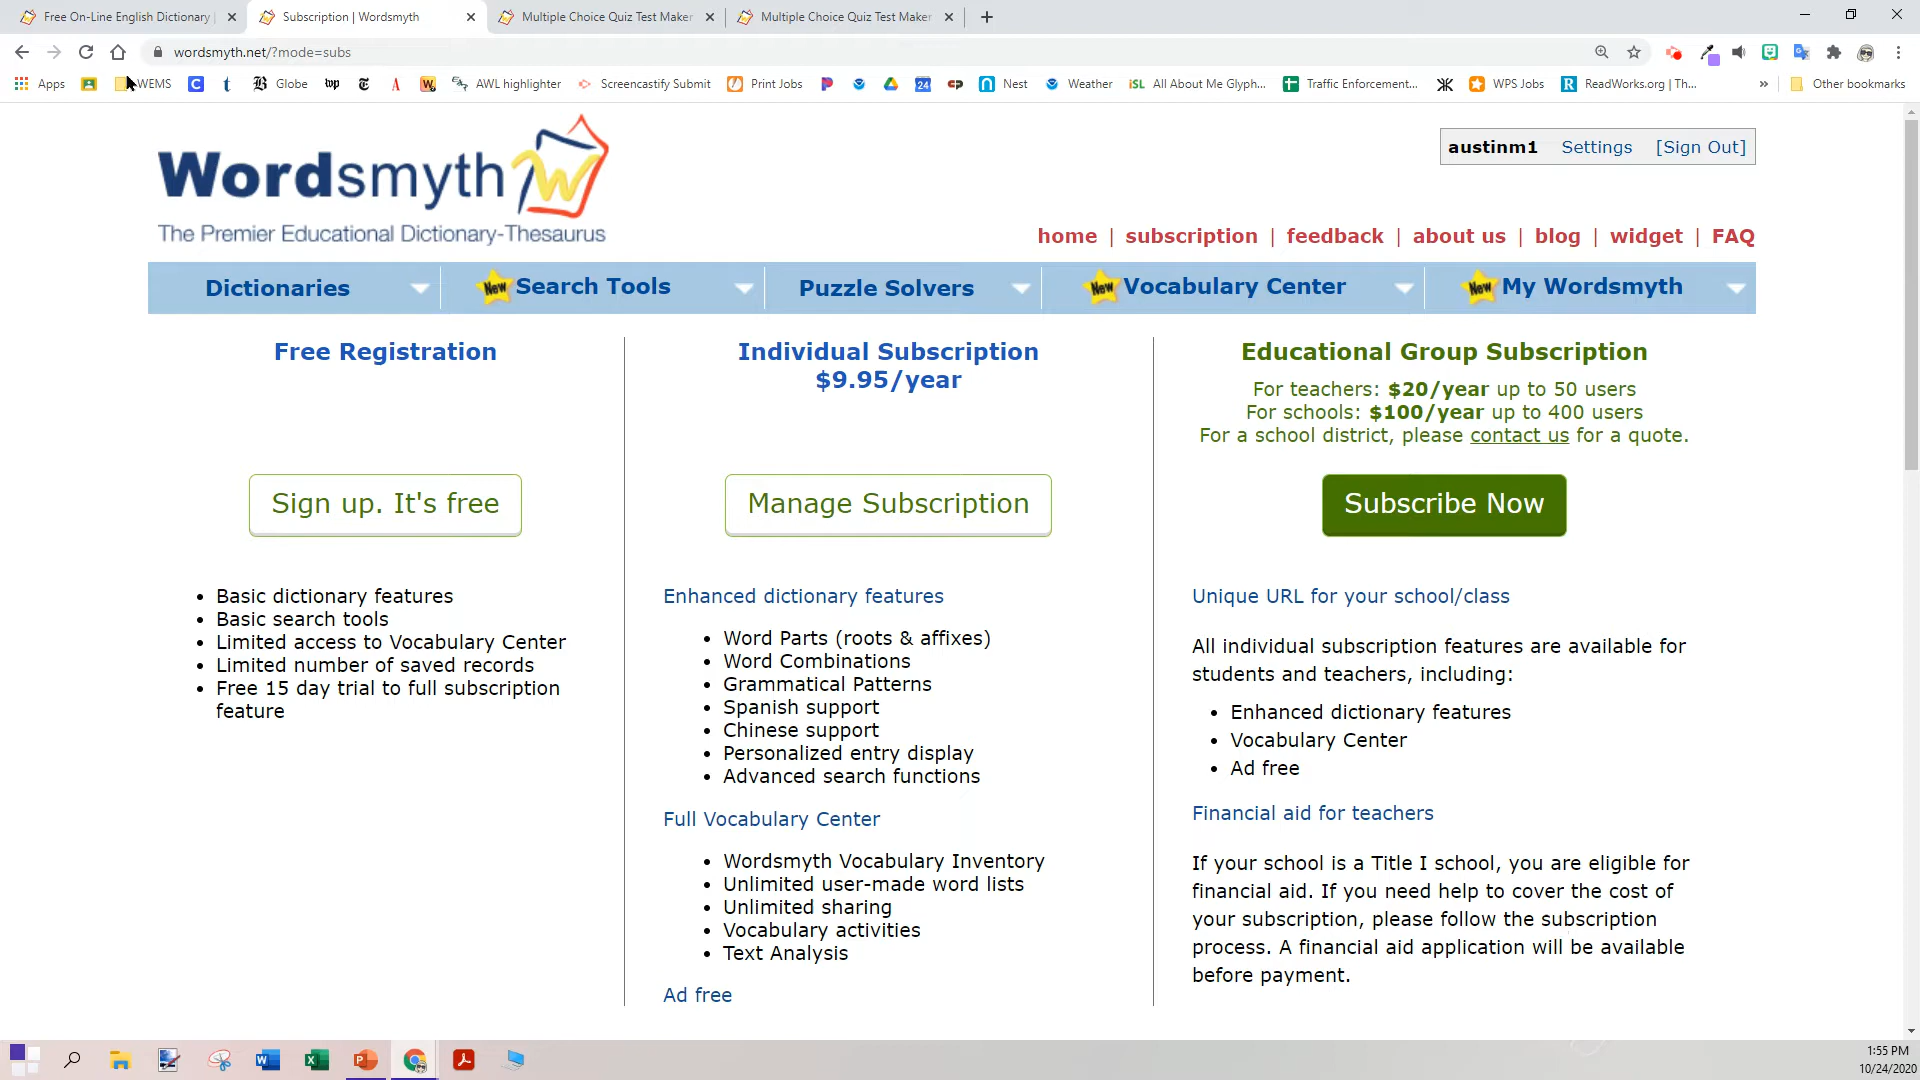 Free On-Line English Dictionary
Subscription | Wordsmyth
Multiple Choice Quiz Test Maker
Multiple Choice Quiz Test Maker
wordsmyth.net/?mode=subs
Apps
WEMS
Globe
AWL highlighter
Screencastify Submit
Print Jobs
Nest
Weather
All About Me Glyph...
Traffic Enforcement...
WPS Jobs
ReadWorks.org | Th...
Other bookmarks
Wordsmyth
The Premier Educational Dictionary-Thesaurus
austinm1 Settings [Sign Out]
home | subscription | feedback | about us | blog | widget | FAQ
Dictionaries
New Search Tools
Puzzle Solvers
New Vocabulary Center
New My Wordsmyth
Free Registration
Sign up. It's free
• Basic dictionary features
• Basic search tools
• Limited access to Vocabulary Center
• Limited number of saved records
• Free 15 day trial to full subscription
feature
Individual Subscription
$9.95/year
Manage Subscription
Enhanced dictionary features
• Word Parts (roots & affixes)
• Word Combinations
• Grammatical Patterns
• Spanish support
• Chinese support
• Personalized entry display
• Advanced search functions
Full Vocabulary Center
• Wordsmyth Vocabulary Inventory
• Unlimited user-made word lists
• Unlimited sharing
• Vocabulary activities
• Text Analysis
Ad free
Educational Group Subscription
For teachers: $20/year up to 50 users
For schools: $100/year up to 400 users
For a school district, please contact us for a quote.
Subscribe Now
Unique URL for your school/class
All individual subscription features are available for
students and teachers, including:
• Enhanced dictionary features
• Vocabulary Center
• Ad free
Financial aid for teachers
If your school is a Title I school, you are eligible for
financial aid. If you need help to cover the cost of
your subscription, please follow the subscription
process. A financial aid application will be available
before payment.
1:55 PM
10/24/2020